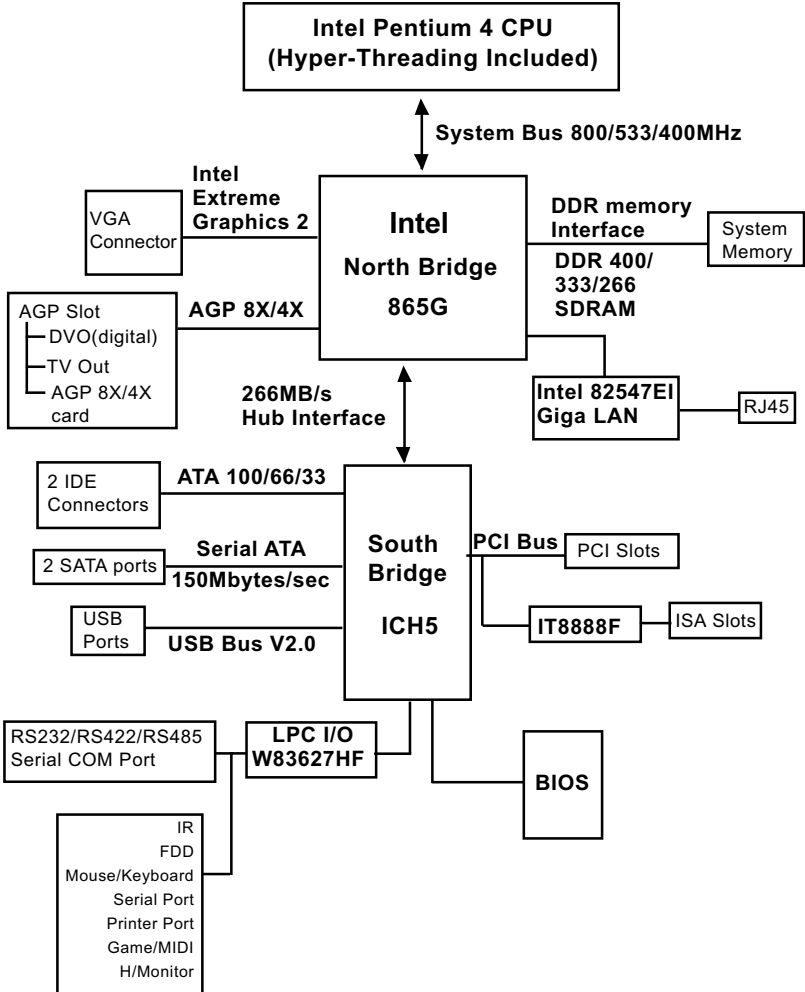 Intel Pentium 4 CPU
(Hyper-Threading Included)
System Bus 800/533/400MHz
Intel
Extreme
Graphics 2
VGA
Connector
Intel
North Bridge
865G
DDR memory
Interface
DDR 400/
333/266
SDRAM
System
Memory
AGP Slot
DVO(digital)
TV Out
AGP 8X/4X
card
AGP 8X/4X
266MB/s
Hub Interface
Intel 82547EI
Giga LAN
RJ45
2 IDE
Connectors
ATA 100/66/33
2 SATA ports
Serial ATA
150Mbytes/sec
USB
Ports
USB Bus V2.0
South
Bridge
ICH5
PCI Bus
PCI Slots
IT8888F
ISA Slots
RS232/RS422/RS485
Serial COM Port
LPC I/O
W83627HF
BIOS
IR
FDD
Mouse/Keyboard
Serial Port
Printer Port
Game/MIDI
H/Monitor